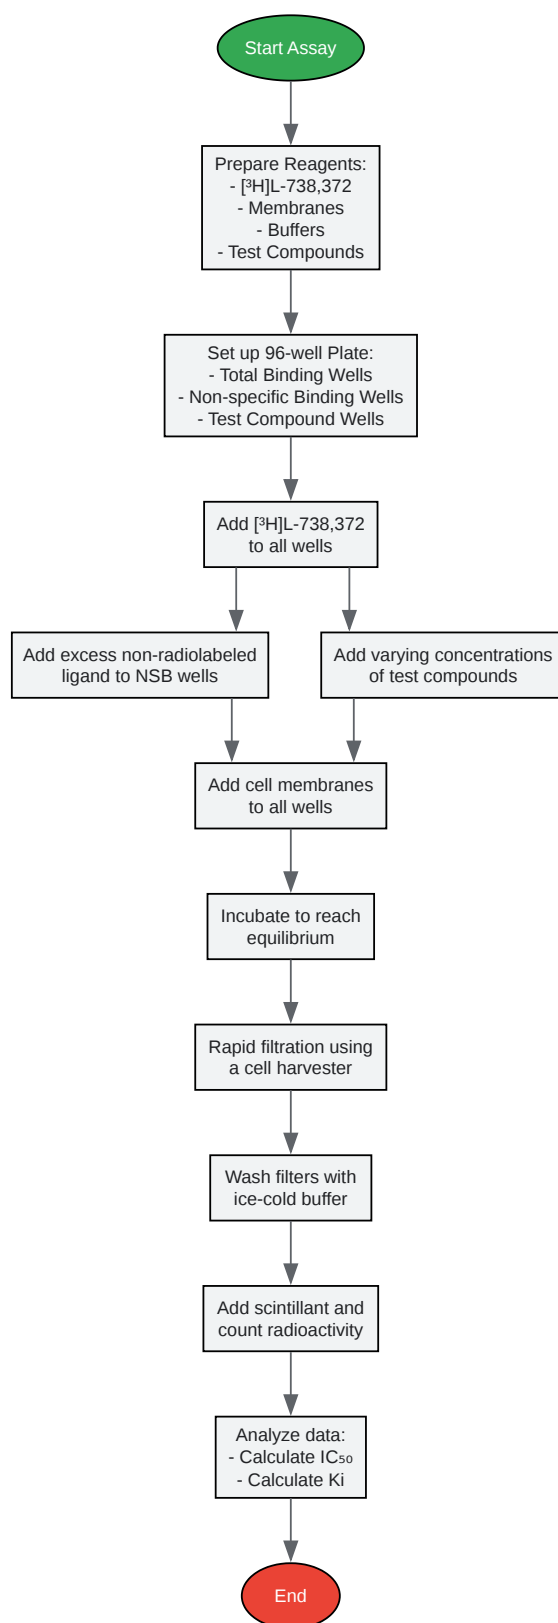 Start Assay
Prepare Reagents:
- [³H]L-738,372
- Membranes
- Buffers
- Test Compounds
Set up 96-well Plate:
- Total Binding Wells
- Non-specific Binding Wells
- Test Compound Wells
Add [³H]L-738,372
to all wells
Add excess non-radiolabeled
ligand to NSB wells
Add varying concentrations
of test compounds
Add cell membranes
to all wells
Incubate to reach
equilibrium
Rapid filtration using
a cell harvester
Wash filters with
ice-cold buffer
Add scintillant and
count radioactivity
Analyze data:
- Calculate IC₅₀
- Calculate Ki
End